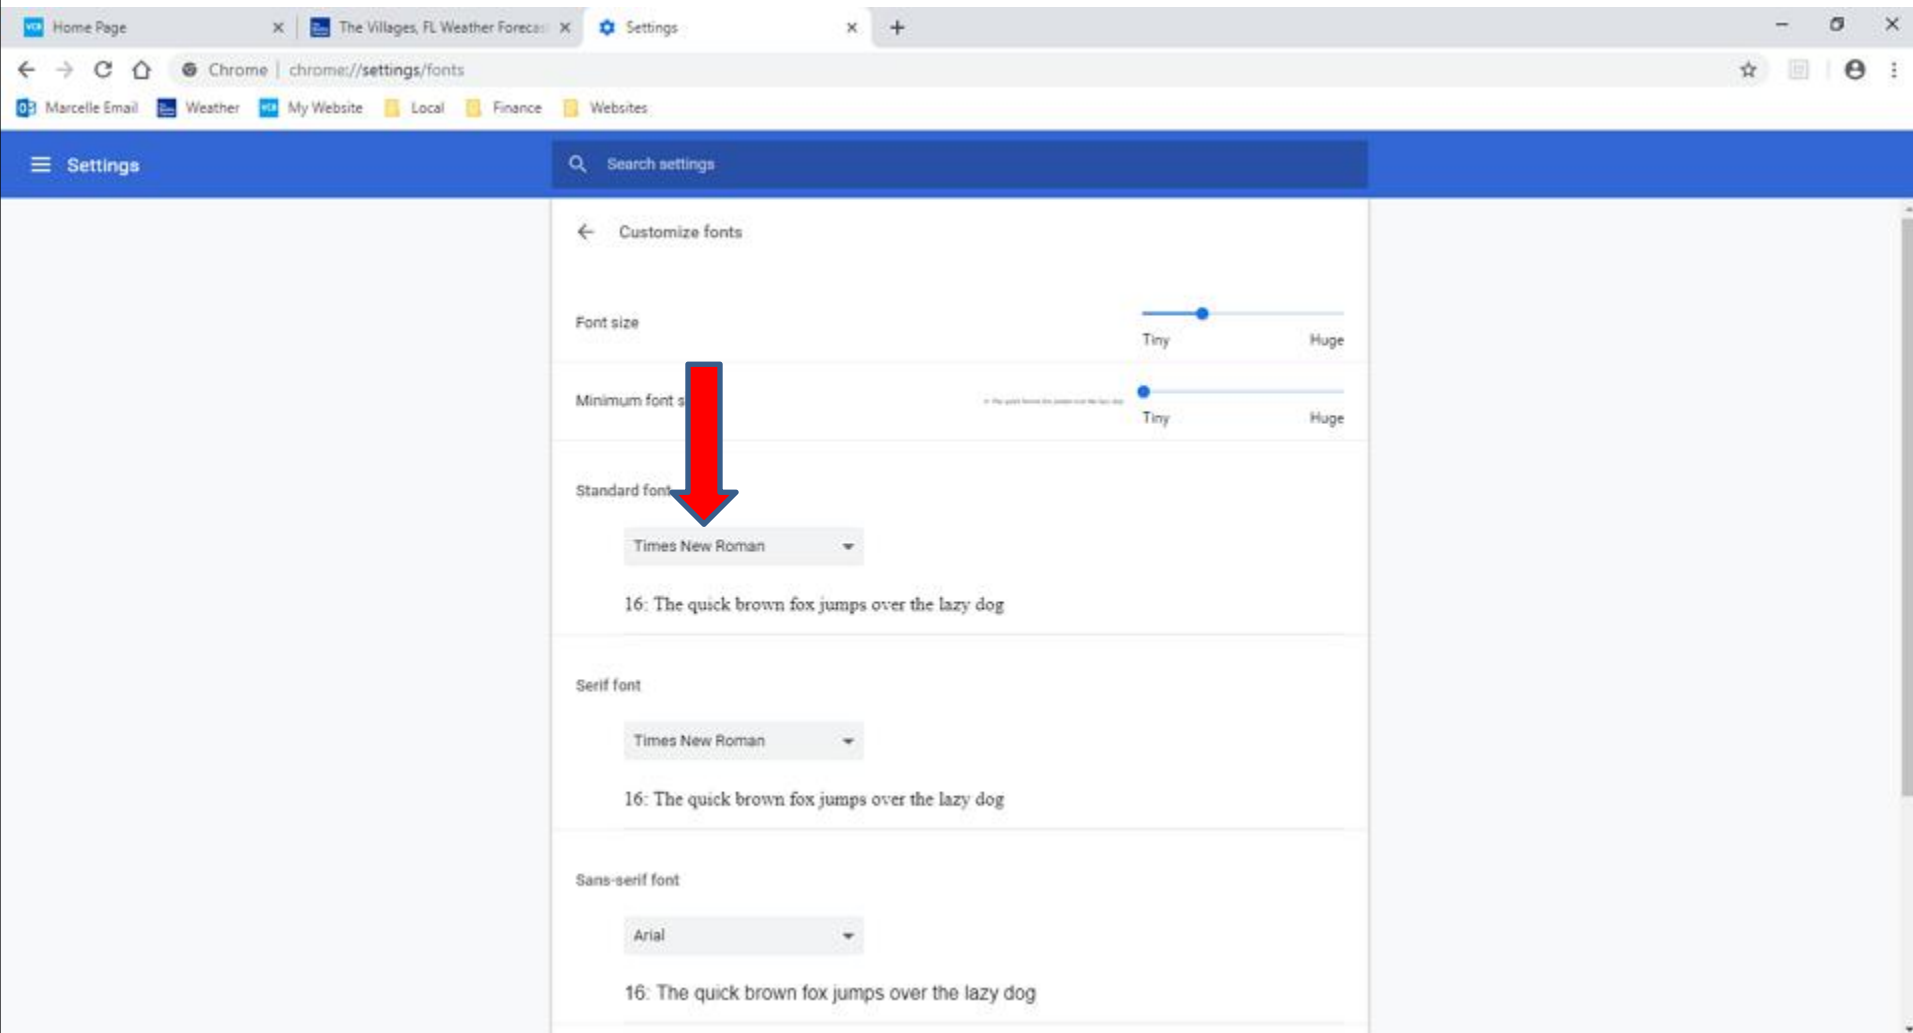 VCB Home Page
The Villages, FL Weather Forecas
Settings
Chrome | chrome://settings/fonts
Marcelle Email Weather VCB My Website Local Finance Websites
Settings
Search settings
Customize fonts
Font size
Tiny Huge
Minimum font s
Tiny Huge
Standard font
Times New Roman
16: The quick brown fox jumps over the lazy dog
Serif font
Times New Roman
16: The quick brown fox jumps over the lazy dog
Sans-serif font
Arial
16: The quick brown fox jumps over the lazy dog